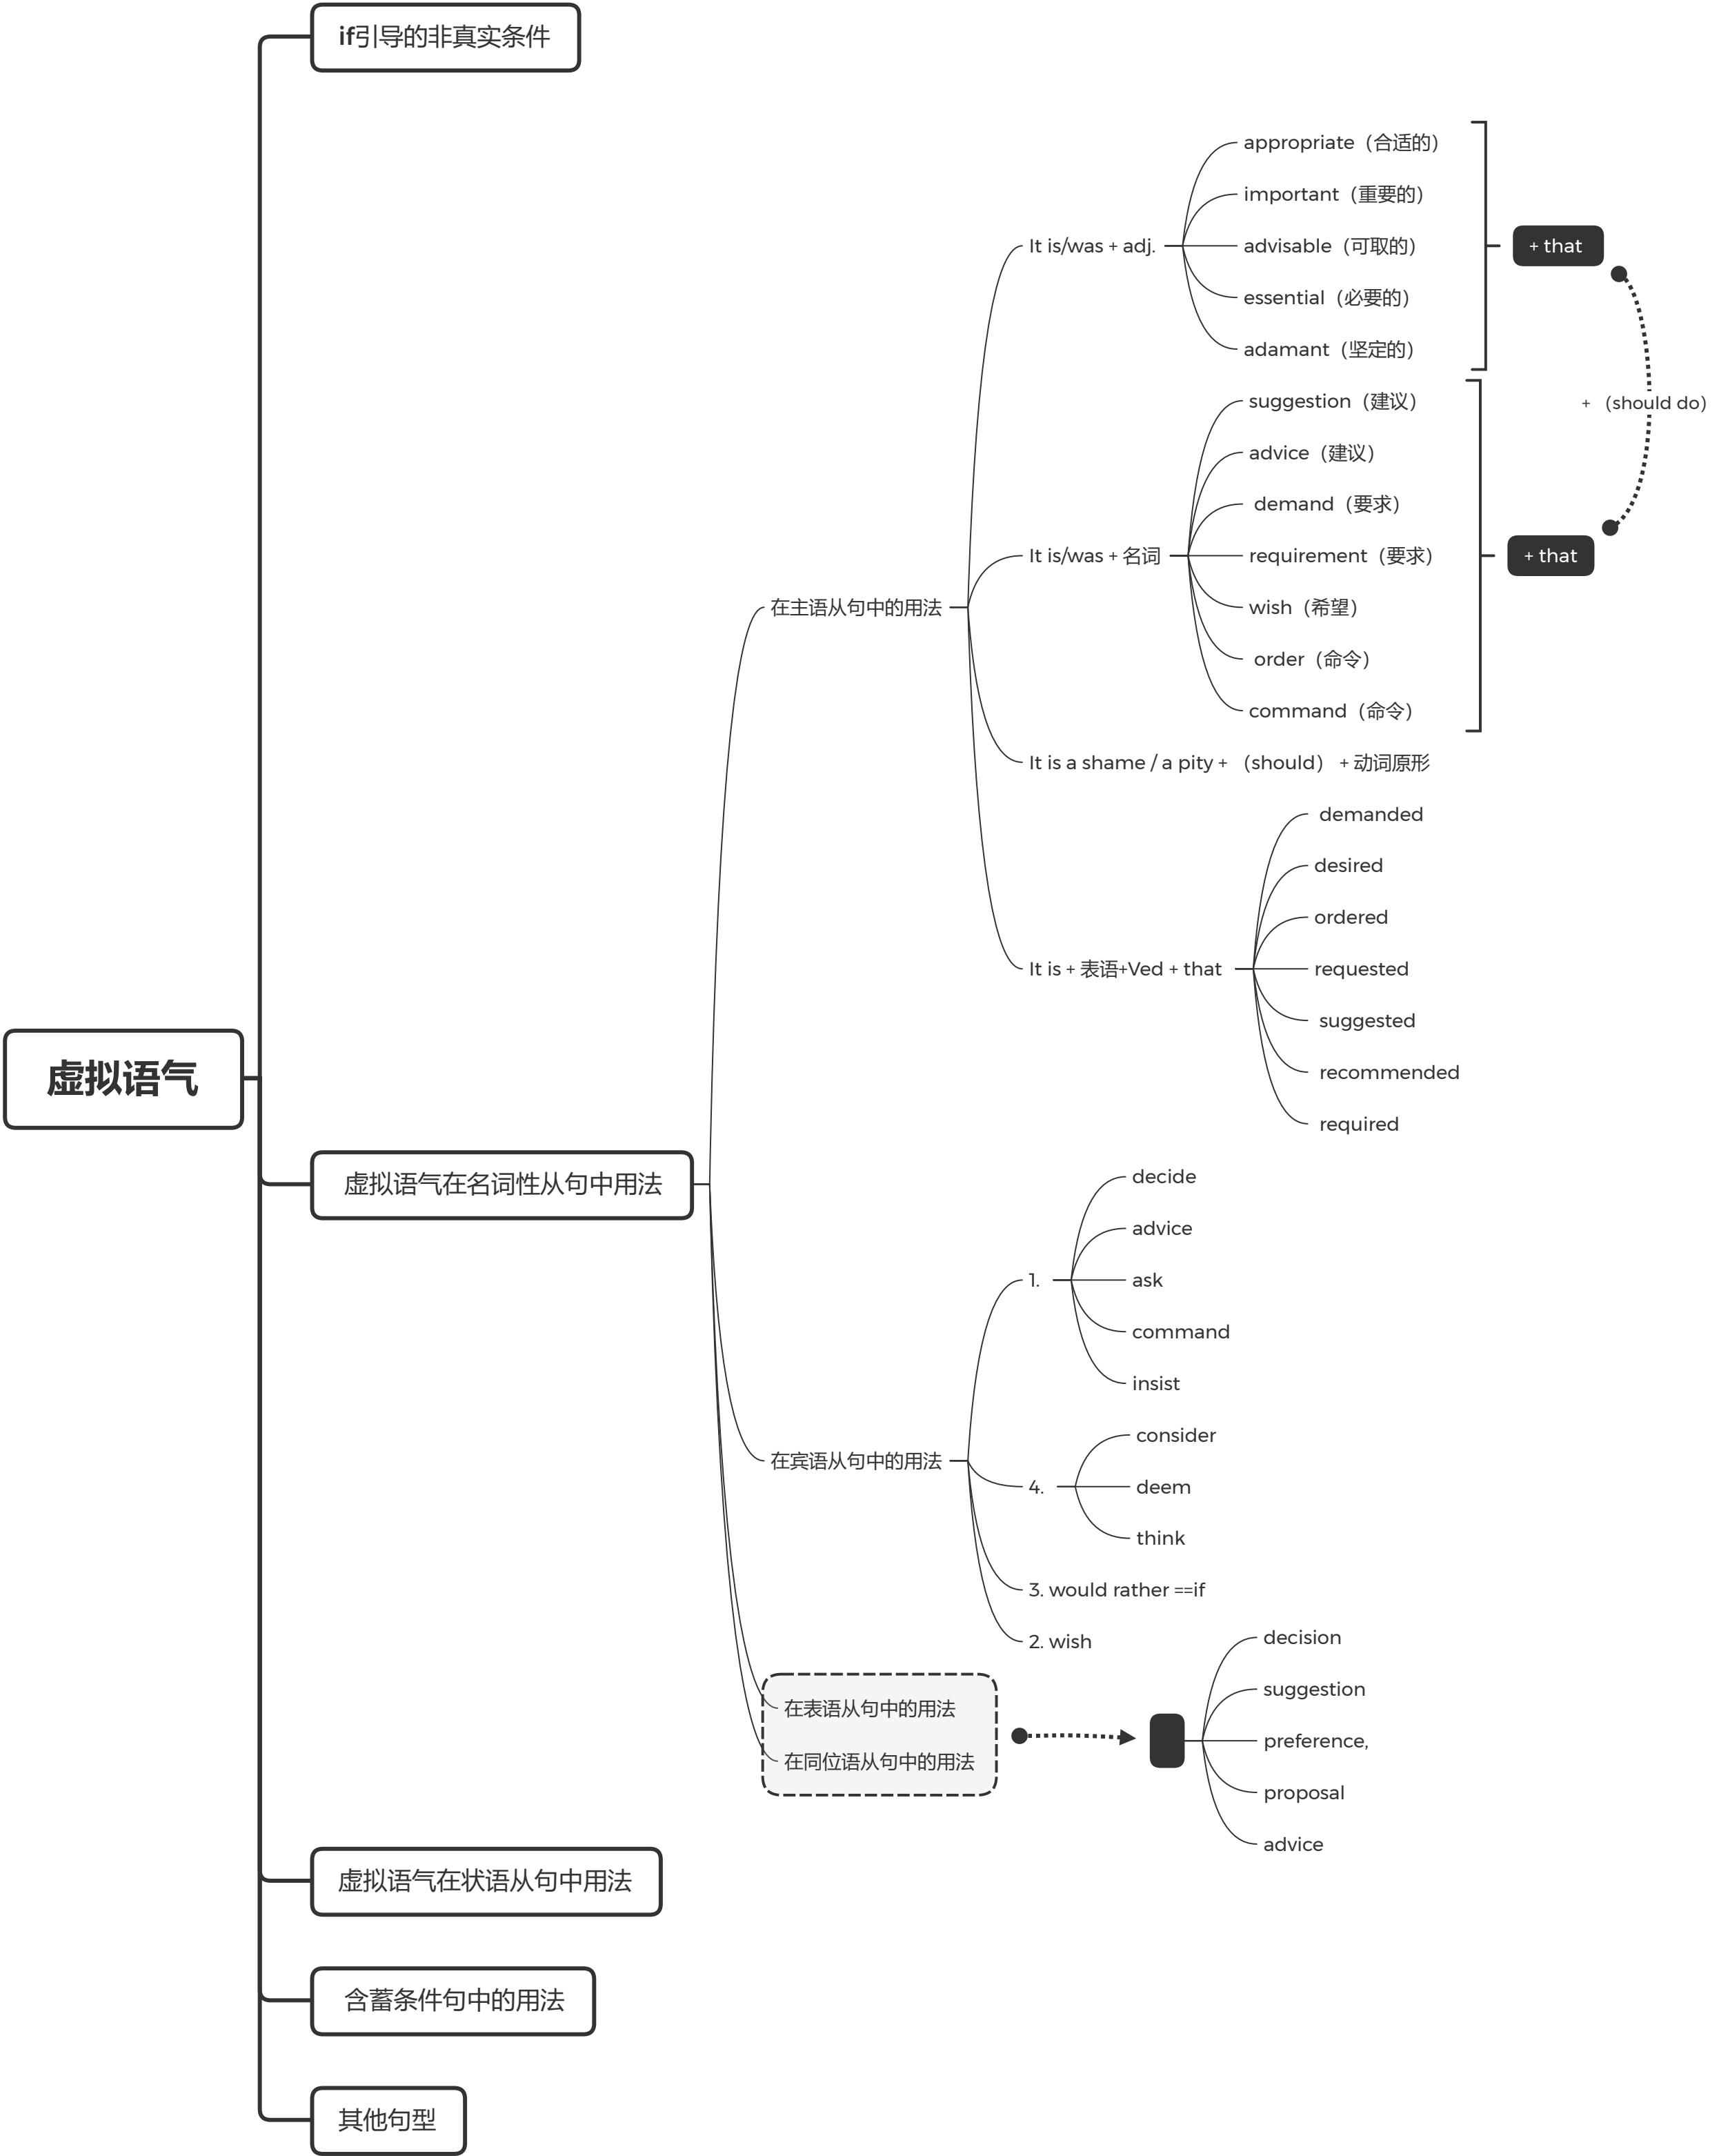 虚拟语气
if引导的非真实条件
虚拟语气在名词性从句中用法
在主语从句中的用法
It is/was + adj.
appropriate（合适的）
important（重要的）
advisable（可取的）
essential（必要的）
adamant（坚定的）
+ that
+ （should do）
It is/was + 名词
suggestion（建议）
advice（建议）
demand（要求）
requirement（要求）
wish（希望）
order（命令）
command（命令）
+ that
It is a shame / a pity + （should） + 动词原形
It is + 表语+Ved + that
demanded
desired
ordered
requested
suggested
recommended
required
在宾语从句中的用法
1.
decide
advice
ask
command
insist
4.
consider
deem
think
3. would rather ==if
2. wish
在表语从句中的用法
在同位语从句中的用法
decision
suggestion
preference,
proposal
advice
虚拟语气在状语从句中用法
含蓄条件句中的用法
其他句型